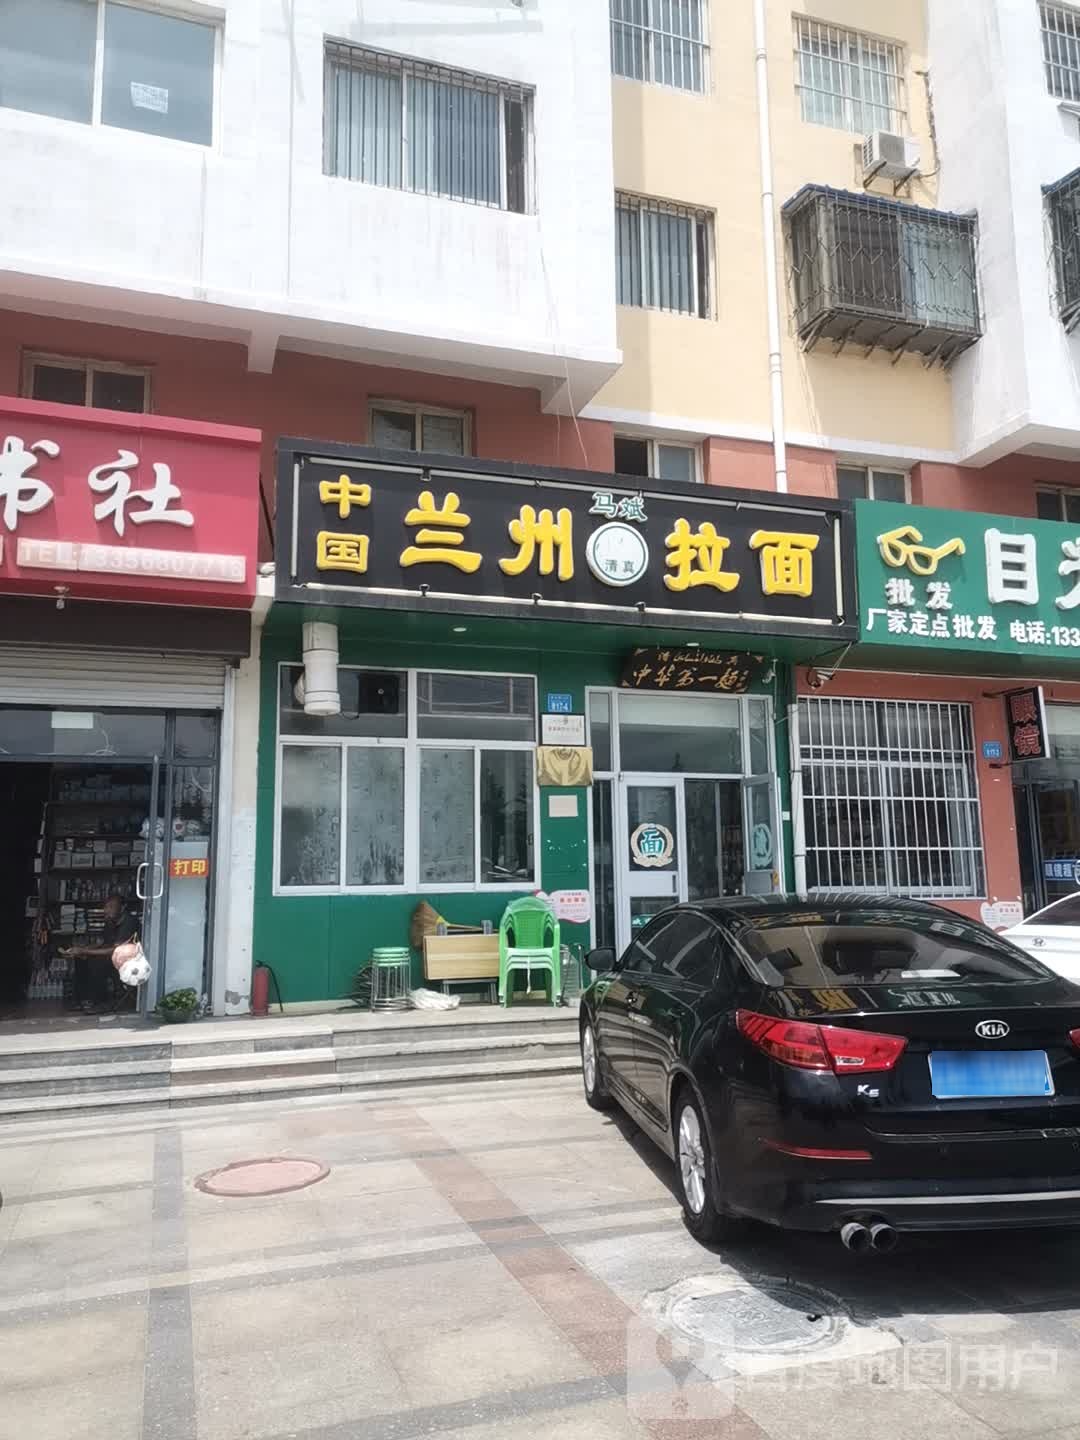 书社
TEL:13356807718
中国 兰州 马斌 清真 拉面
批发
目光
厂家定点批发 电话:133
中华第一麵
眼镜
打印
面
KIA
K5
百度地图用户